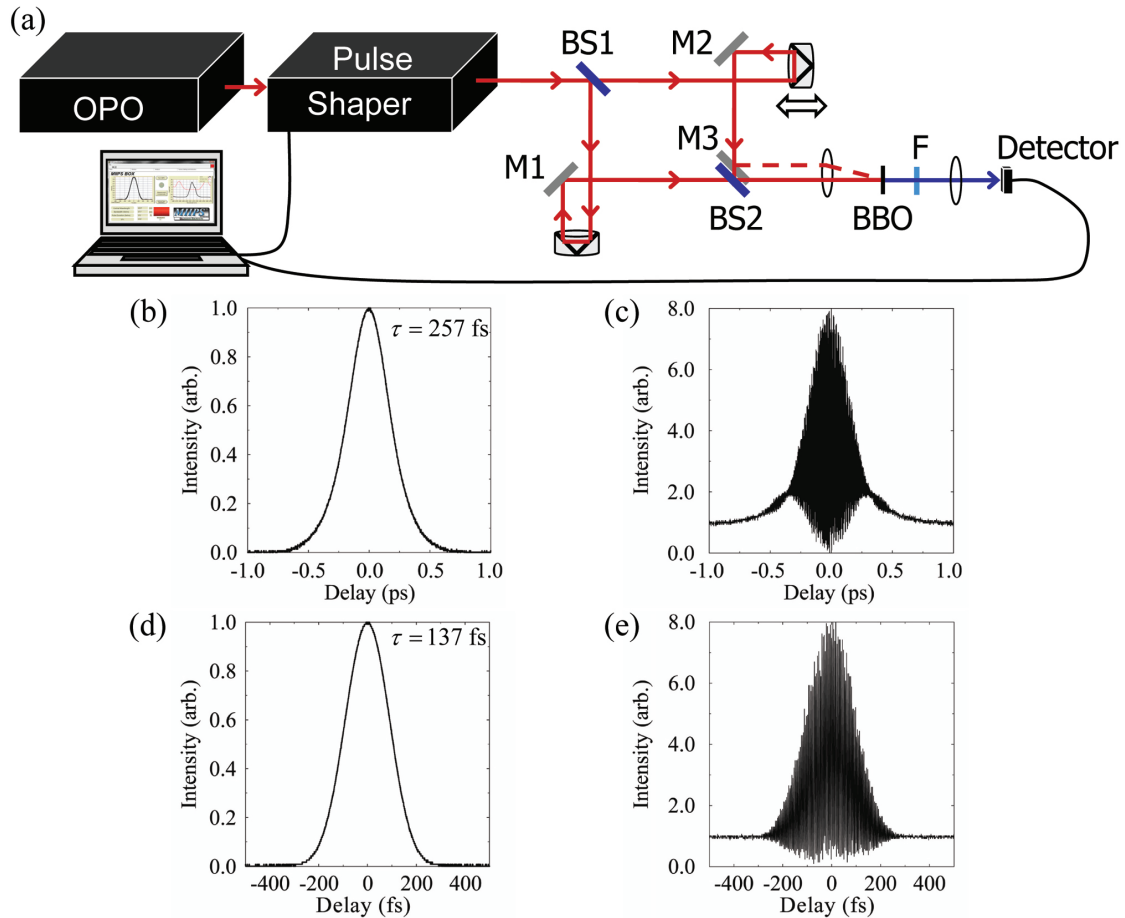 (a)
OPO
Pulse
Shaper
BS1
M2
M1
M3
BS2
F
Detector
BBO
MIIPS BOX
(b)
τ = 257 fs
Intensity (arb.)
1.0
0.8
0.6
0.4
0.2
0.0
-1.0 -0.5 0.0 0.5 1.0
Delay (ps)
(c)
Intensity (arb.)
8.0
6.0
4.0
2.0
0.0
-1.0 -0.5 0.0 0.5 1.0
Delay (ps)
(d)
τ = 137 fs
Intensity (arb.)
1.0
0.8
0.6
0.4
0.2
0.0
-400 -200 0 200 400
Delay (fs)
(e)
Intensity (arb.)
8.0
6.0
4.0
2.0
0.0
-400 -200 0 200 400
Delay (fs)